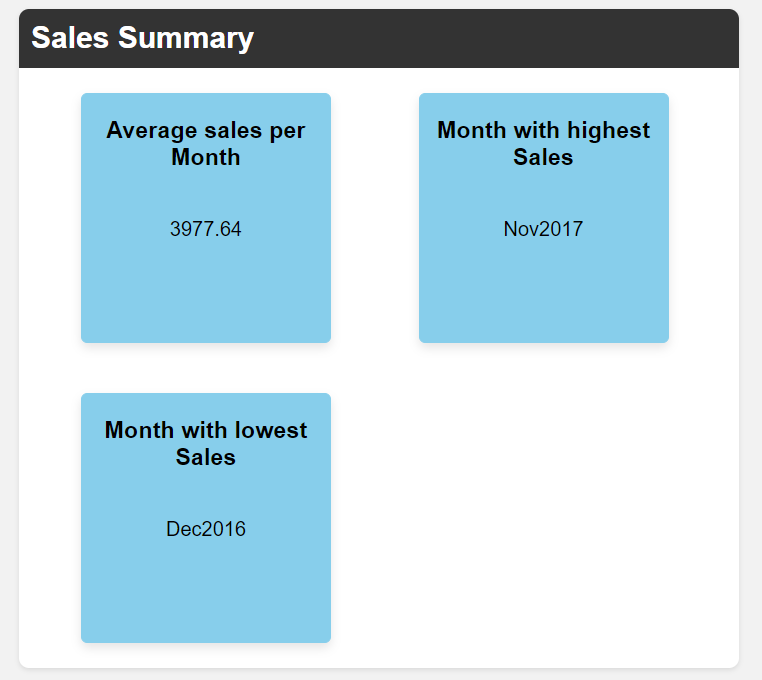 Sales Summary
Average sales per
Month
3977.64
Month with highest
Sales
Nov2017
Month with lowest
Sales
Dec2016